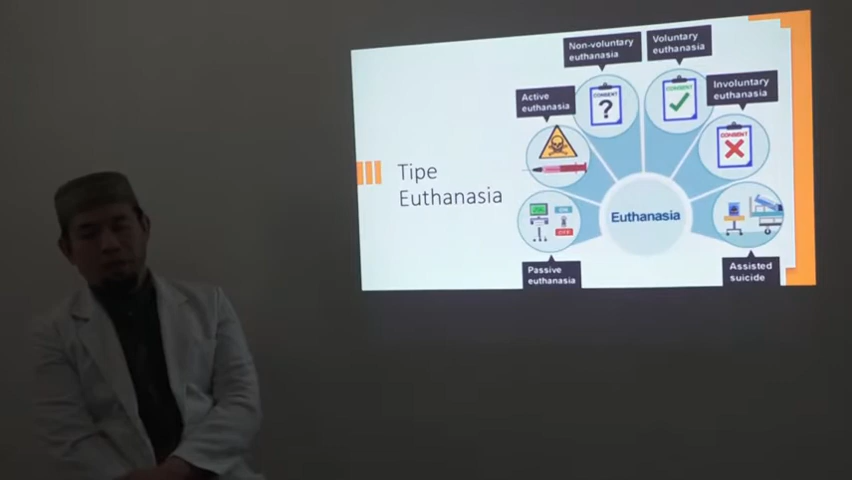 Tipe
Euthanasia
Passive
euthanasia
Active
euthanasia
Non-voluntary
euthanasia
Voluntary
euthanasia
Involuntary
euthanasia
Assisted
suicide
CONSENT
?
CONSENT
CONSENT
Euthanasia